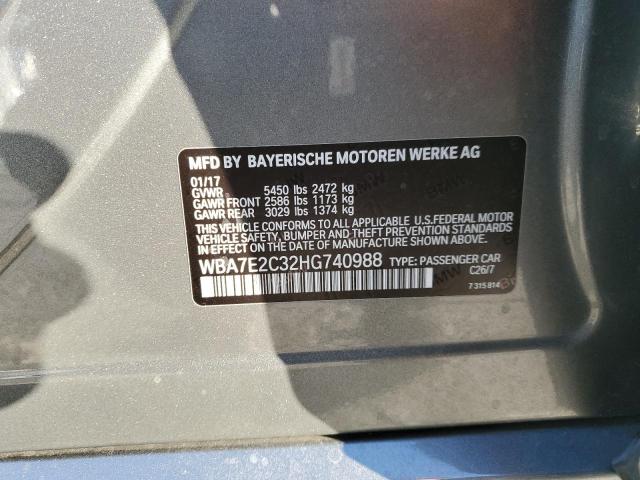 MFD BY BAYERISCHE MOTOREN WERKE AG
01/17
GVWR 5450 lbs 2472 kg
GAWR FRONT 2586 lbs 1173 kg
GAWR REAR 3029 lbs 1374 kg
THIS VEHICLE CONFORMS TO ALL APPLICABLE U.S.FEDERAL MOTOR
VEHICLE SAFETY, BUMPER, AND THEFT PREVENTION
STANDARDS IN EFFECT ON THE DATE OF MANUFACTURE SHOWN ABOVE.
WBA7E2C32HG740988 TYPE: PASSENGER CAR
C26/7
7 315 814